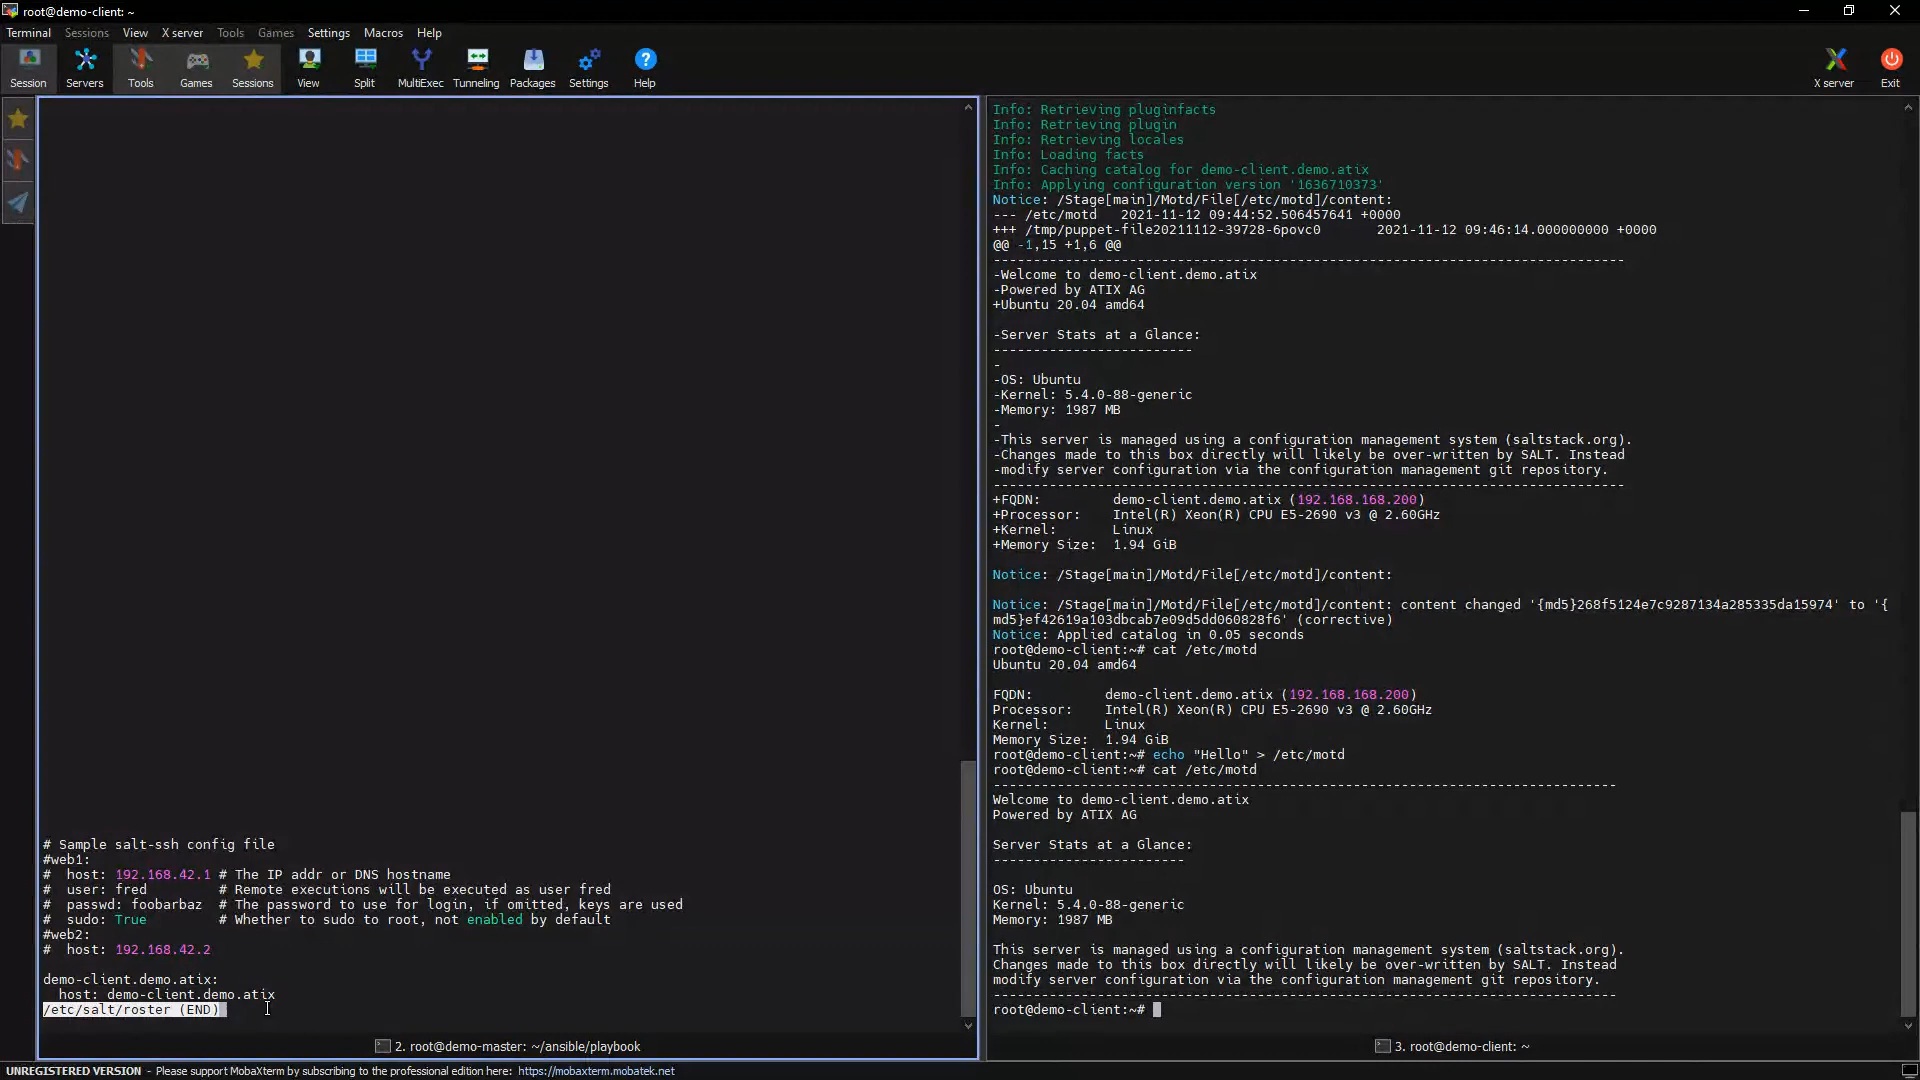 root@demo-client: ~
Terminal Sessions View X server Tools Games Settings Macros Help
Session Servers Tools Games Sessions View Split MultiExec Tunneling Packages Settings Help X server Exit
# Sample salt-ssh config file
#web1:
#  host: 192.168.42.1 # The IP addr or DNS hostname
#  user: fred         # Remote executions will be executed as user fred
#  passwd: foobarbaz  # The password to use for login, if omitted, keys are used
#  sudo: True         # Whether to sudo to root, not enabled by default
#web2:
#  host: 192.168.42.2
demo-client.demo.atix:
  host: demo-client.demo.atix
/etc/salt/roster (END)
2. root@demo-master: ~/ansible/playbook
Info: Retrieving pluginfacts
Info: Retrieving plugin
Info: Retrieving locales
Info: Loading facts
Info: Caching catalog for demo-client.demo.atix
Info: Applying configuration version '1636710373'
Notice: /Stage[main]/Motd/File[/etc/motd]/content:
--- /etc/motd   2021-11-12 09:44:52.506457641 +0000
+++ /tmp/puppet-file20211112-39728-6povc0       2021-11-12 09:46:14.000000000 +0000
@@ -1,15 +1,6 @@
-------------------------------------------------------------------------------
-Welcome to demo-client.demo.atix
-Powered by ATIX AG
+Ubuntu 20.04 amd64
-Server Stats at a Glance:
-------------------------
-
-OS: Ubuntu
-Kernel: 5.4.0-88-generic
-Memory: 1987 MB
-
-This server is managed using a configuration management system (saltstack.org).
-Changes made to this box directly will likely be over-written by SALT. Instead
-modify server configuration via the configuration management git repository.
-------------------------------------------------------------------------------
+FQDN:         demo-client.demo.atix (192.168.168.200)
+Processor:    Intel(R) Xeon(R) CPU E5-2690 v3 @ 2.60GHz
+Kernel:       Linux
+Memory Size:  1.94 GiB
Notice: /Stage[main]/Motd/File[/etc/motd]/content:
Notice: /Stage[main]/Motd/File[/etc/motd]/content: content changed '{md5}268f5124e7c9287134a285335da15974' to '{
md5}ef42619a103dbcab7e09d5dd060828f6' (corrective)
Notice: Applied catalog in 0.05 seconds
root@demo-client:~# cat /etc/motd
Ubuntu 20.04 amd64
FQDN:         demo-client.demo.atix (192.168.168.200)
Processor:    Intel(R) Xeon(R) CPU E5-2690 v3 @ 2.60GHz
Kernel:       Linux
Memory Size:  1.94 GiB
root@demo-client:~# echo "Hello" > /etc/motd
root@demo-client:~# cat /etc/motd
------------------------------------------------------------------------------
Welcome to demo-client.demo.atix
Powered by ATIX AG
Server Stats at a Glance:
------------------------
OS: Ubuntu
Kernel: 5.4.0-88-generic
Memory: 1987 MB
This server is managed using a configuration management system (saltstack.org).
Changes made to this box directly will likely be over-written by SALT. Instead
modify server configuration via the configuration management git repository.
------------------------------------------------------------------------------
root@demo-client:~#
3. root@demo-client: ~
UNREGISTERED VERSION - Please support MobaXterm by subscribing to the professional edition here: https://mobaxterm.mobatek.net